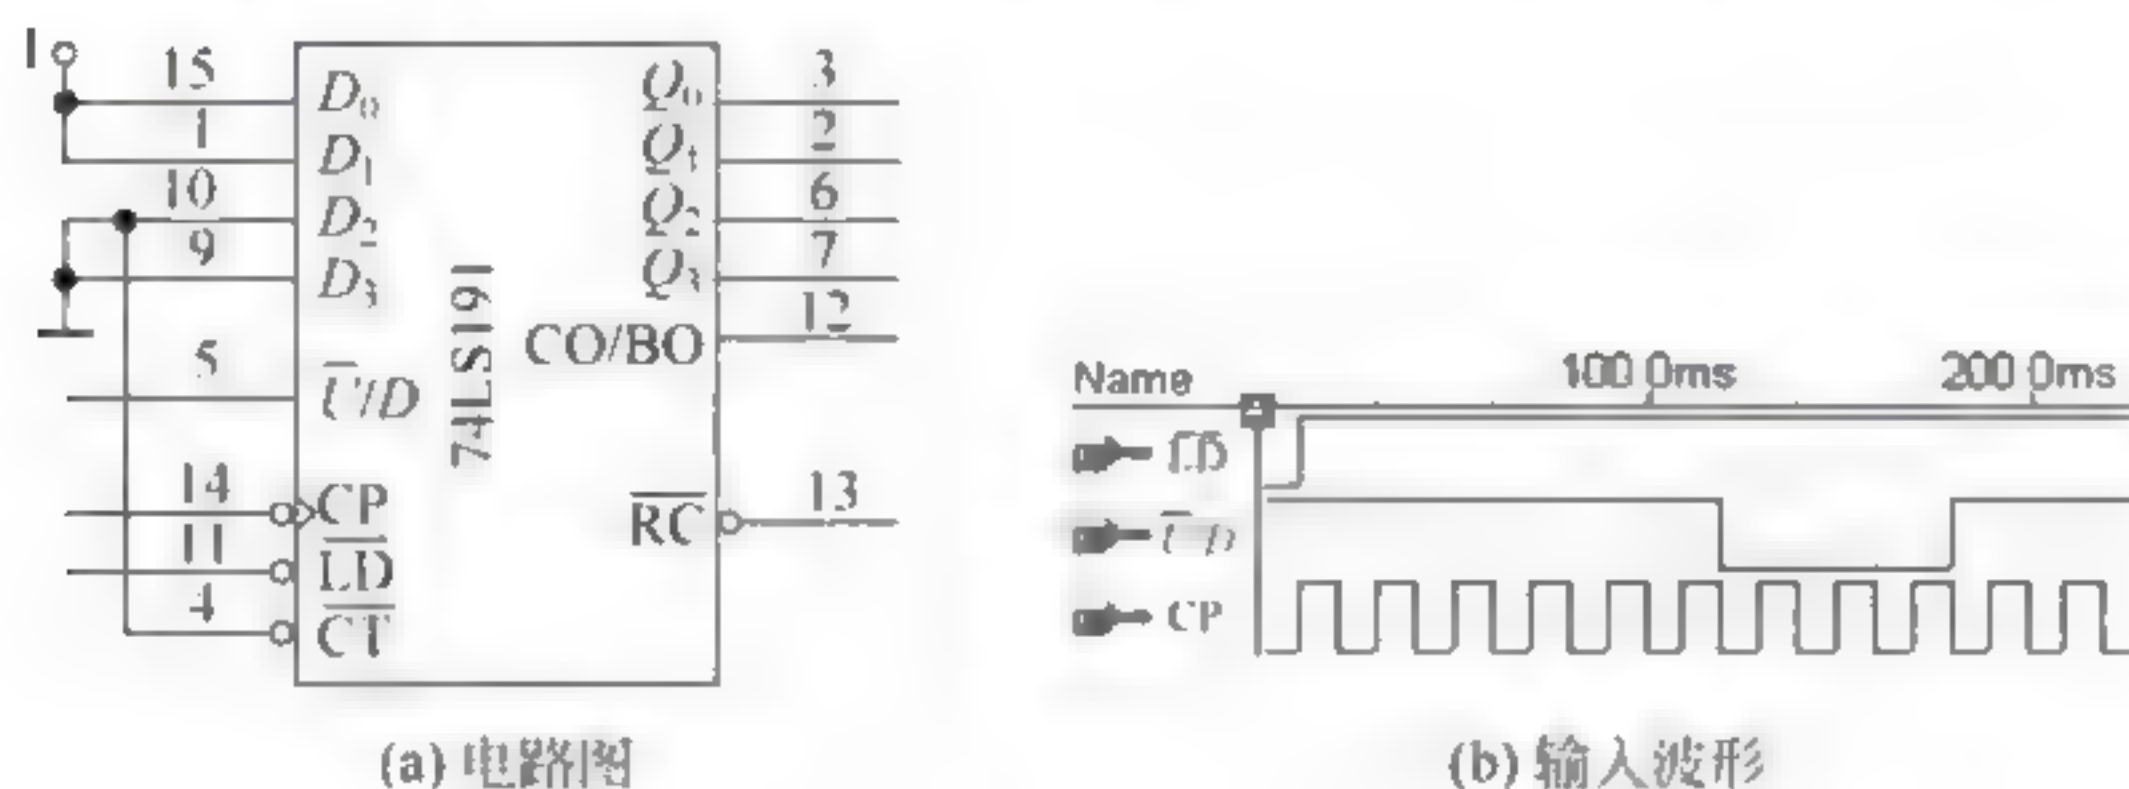 1
15
D₀
Q₀
3
1
D₁
Q₁
2
10
D₂
Q₂
6
9
D₃
Q₃
7
74LS191
CO/BO
12
5
U̅/D
14
CP
RC̅
13
11
LD̅
4
CT̅
(a) 电路图
Name
100.0ms
200.0ms
LD̅
U̅/D
CP
(b) 输入波形